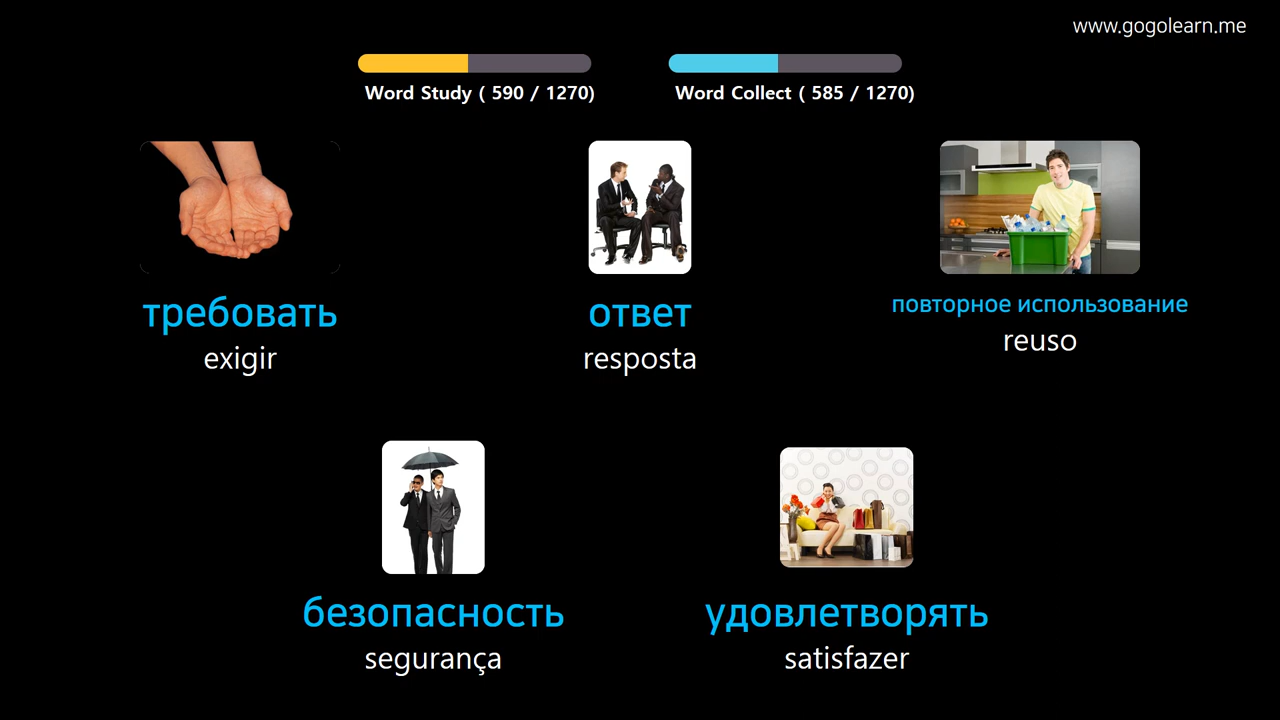 www.gogolearn.me
Word Study ( 590 / 1270)
Word Collect ( 585 / 1270)
требовать
exigir
ответ
resposta
повторное использование
reuso
безопасность
segurança
удовлетворять
satisfazer